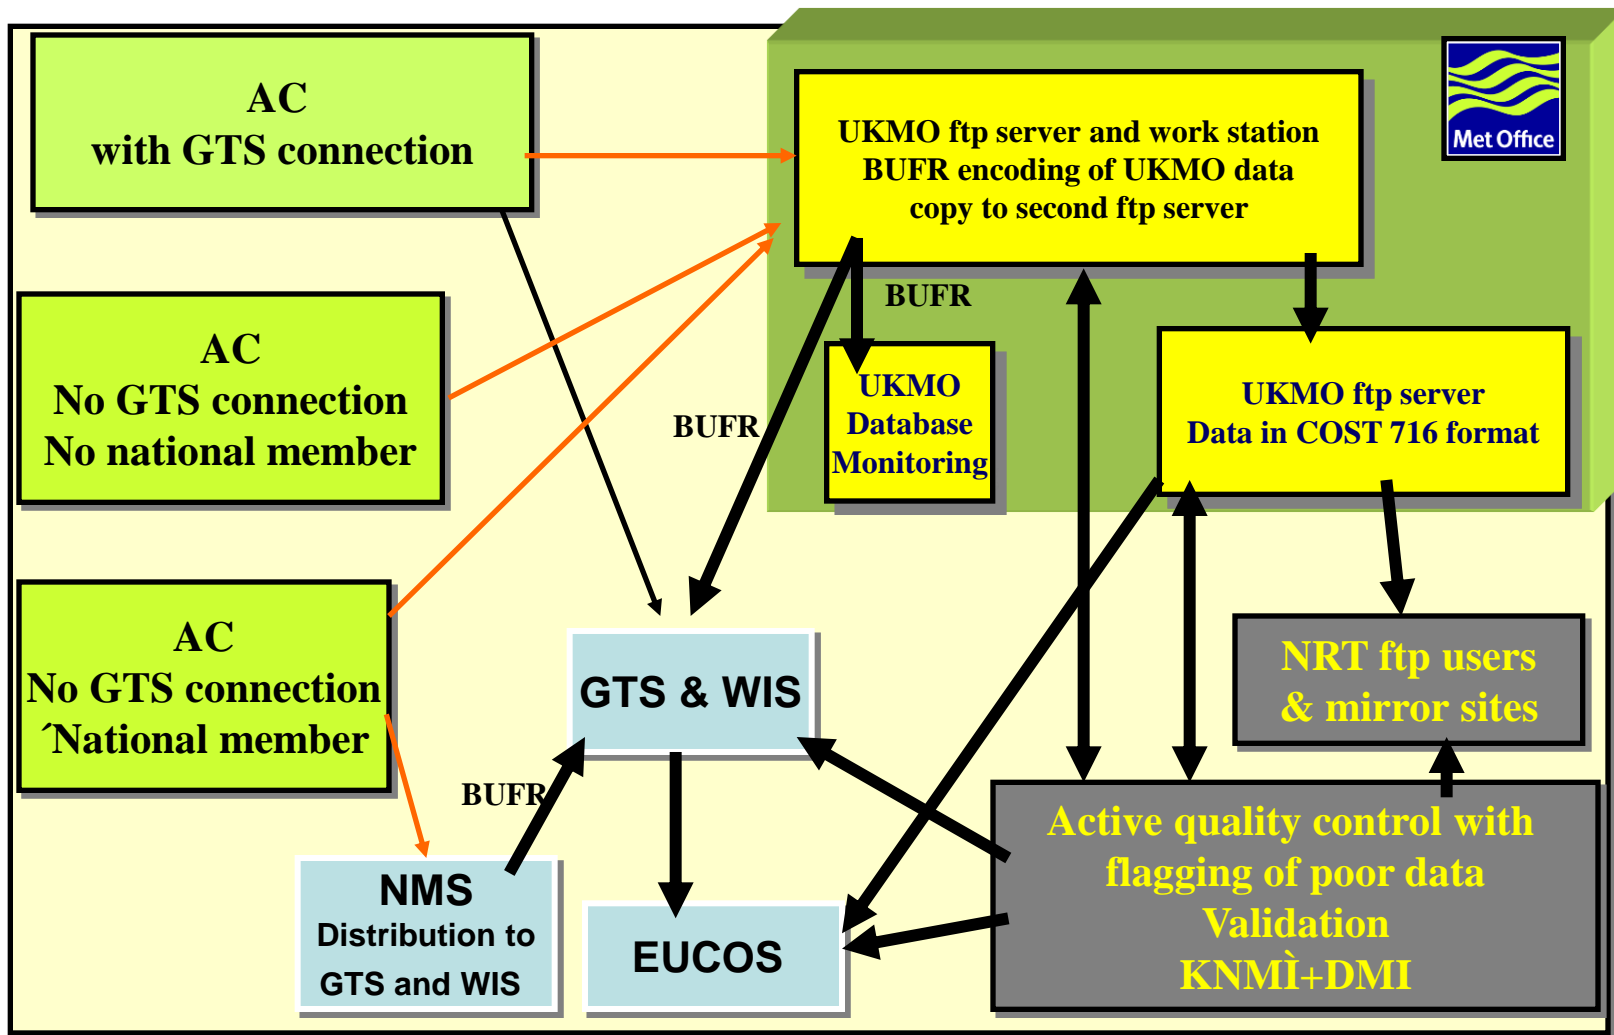 AC
with GTS connection
UKMO ftp server and work station
BUFR encoding of UKMO data
copy to second ftp server
Met Office
BUFR
AC
No GTS connection
No national member
BUFR
UKMO
Database
Monitoring
UKMO ftp server
Data in COST 716 format
AC
No GTS connection
´National member
GTS & WIS
NRT ftp users
& mirror sites
BUFR
NMS
Distribution to
GTS and WIS
EUCOS
Active quality control with
flagging of poor data
Validation
KNMÌ+DMI